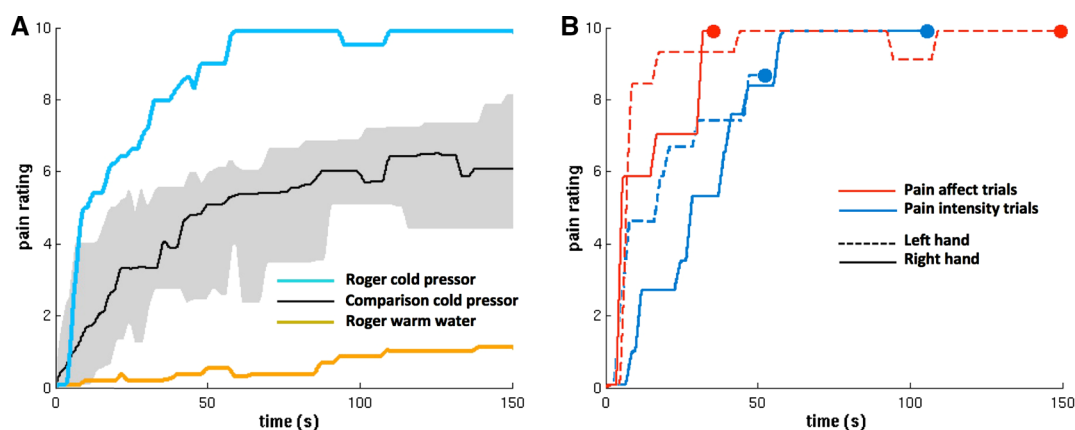 A
10
8
6
4
2
0
pain rating
Roger cold pressor
Comparison cold pressor
Roger warm water
0
50
100
150
time (s)
B
10
8
6
4
2
0
pain rating
Pain affect trials
Pain intensity trials
Left hand
Right hand
0
50
100
150
time (s)